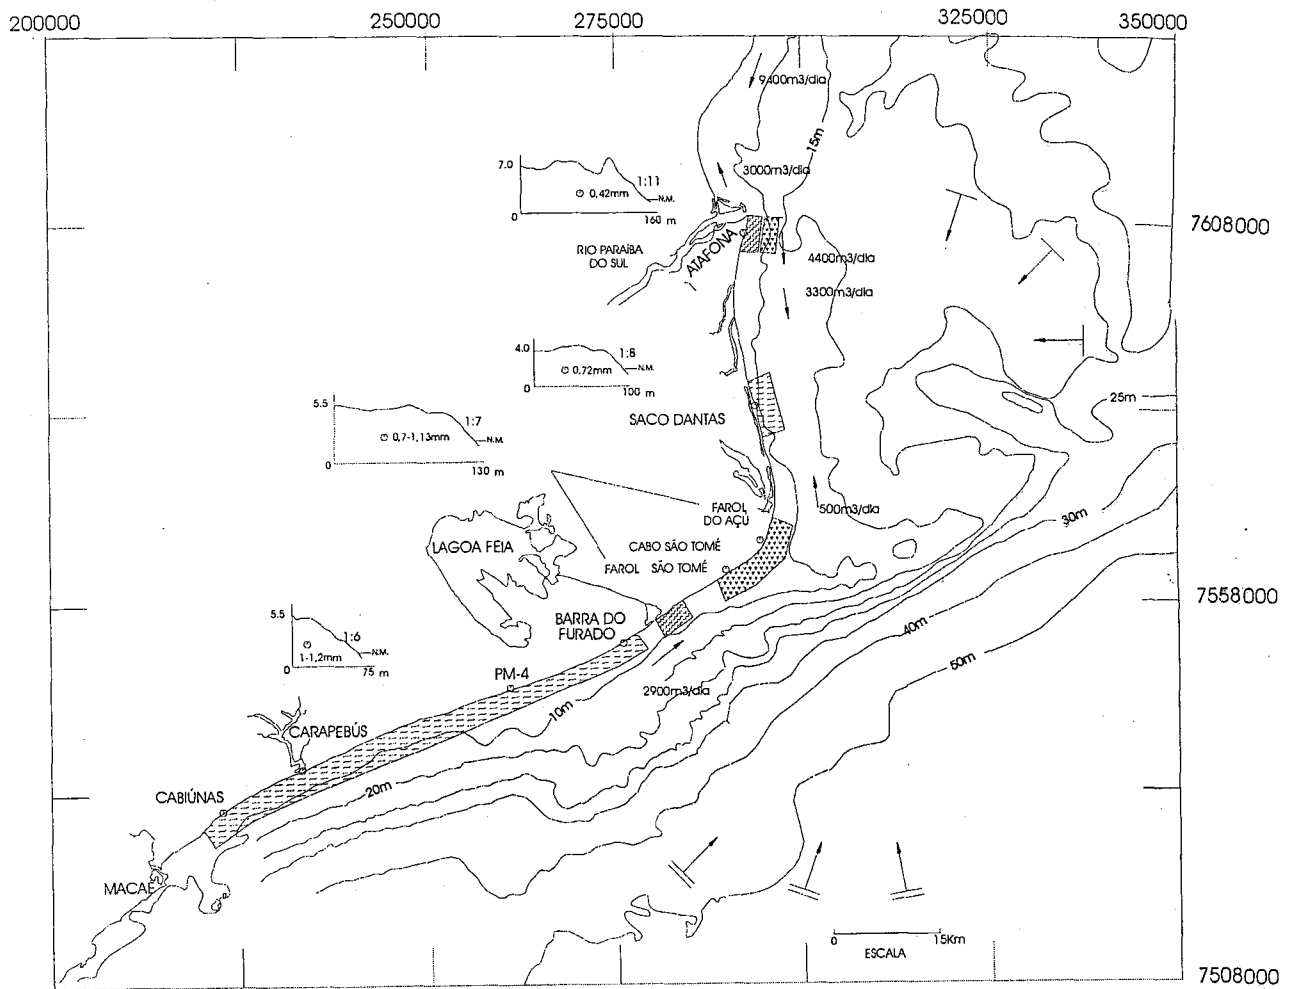 200000
250000
275000
325000
350000
9400m3/dia
15m
3000m3/dia
7.0
1:11
0,42mm
N.M.
0
160 m
7608000
RIO PARAÍBA
DO SUL
ATAFONA
4400m3/dia
3300m3/dia
4.0
1:8
0,72mm
N.M.
0
100 m
25m
5.5
1:7
0,7-1,13mm
N.M.
0
130 m
SACO DANTAS
FAROL
DO AÇÚ
500m3/dia
30m
LAGOA FEIA
CABO SÃO TOMÉ
FAROL SÃO TOMÉ
7558000
5.5
1:6
1-1,2mm
N.M.
0
75 m
BARRA DO
FURADO
40m
50m
PM-4
2900m3/dia
10m
CARAPEBÚS
20m
CABIÚNAS
MACAÉ
0
15Km
ESCALA
7508000